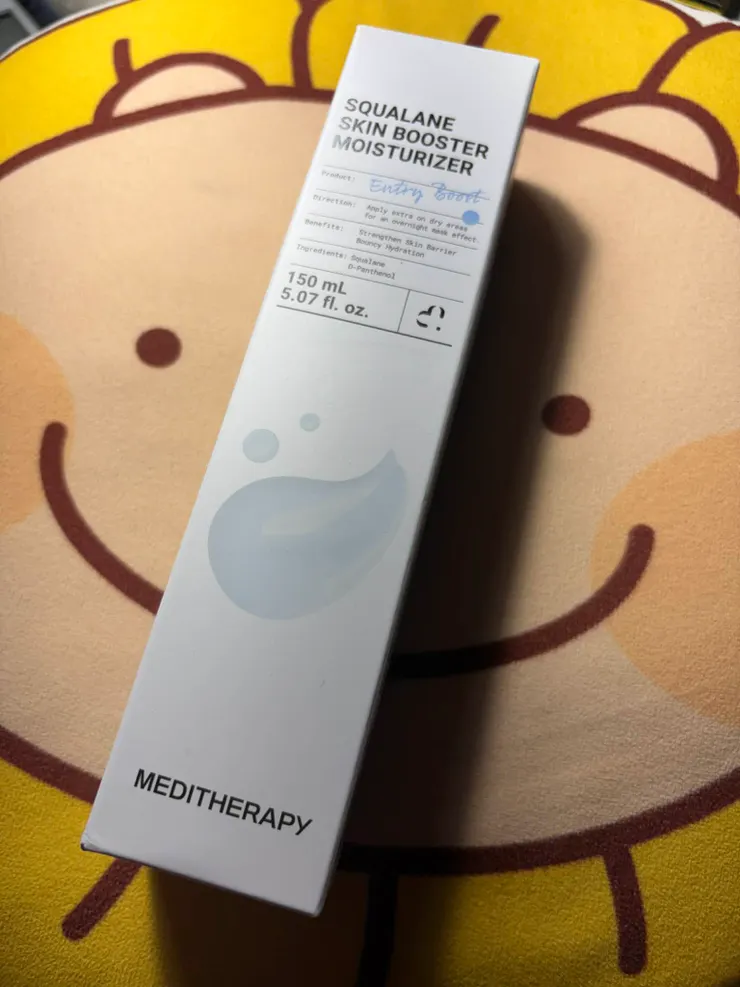 SQUALANE
SKIN BOOSTER
MOISTURIZER
Product: Entry Boost
Direction: Apply extra on dry areas
for an overnight mask effect.
Benefits: Strengthen Skin Barrier
Bouncy Hydration
Ingredients: Squalane
D-Panthenol
150 mL
5.07 fl. oz.
MEDITHERAPY